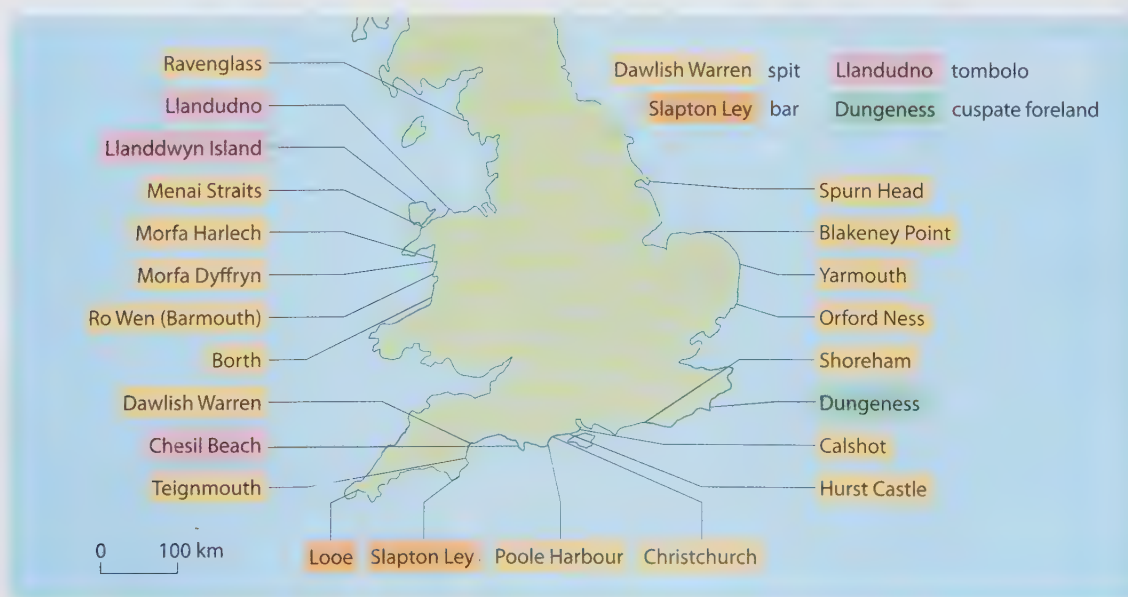 Ravenglass
Llandudno
Llanddwyn Island
Menai Straits
Morfa Harlech
Morfa Dyffryn
Ro Wen (Barmouth)
Borth
Dawlish Warren
Chesil Beach
Teignmouth
0 100 km
Looe Slapton Ley Poole Harbour Christchurch
Dawlish Warren spit Llandudno tombolo
Slapton Ley bar Dungeness cuspate foreland
Spurn Head
Blakeney Point
Yarmouth
Orford Ness
Shoreham
Dungeness
Calshot
Hurst Castle